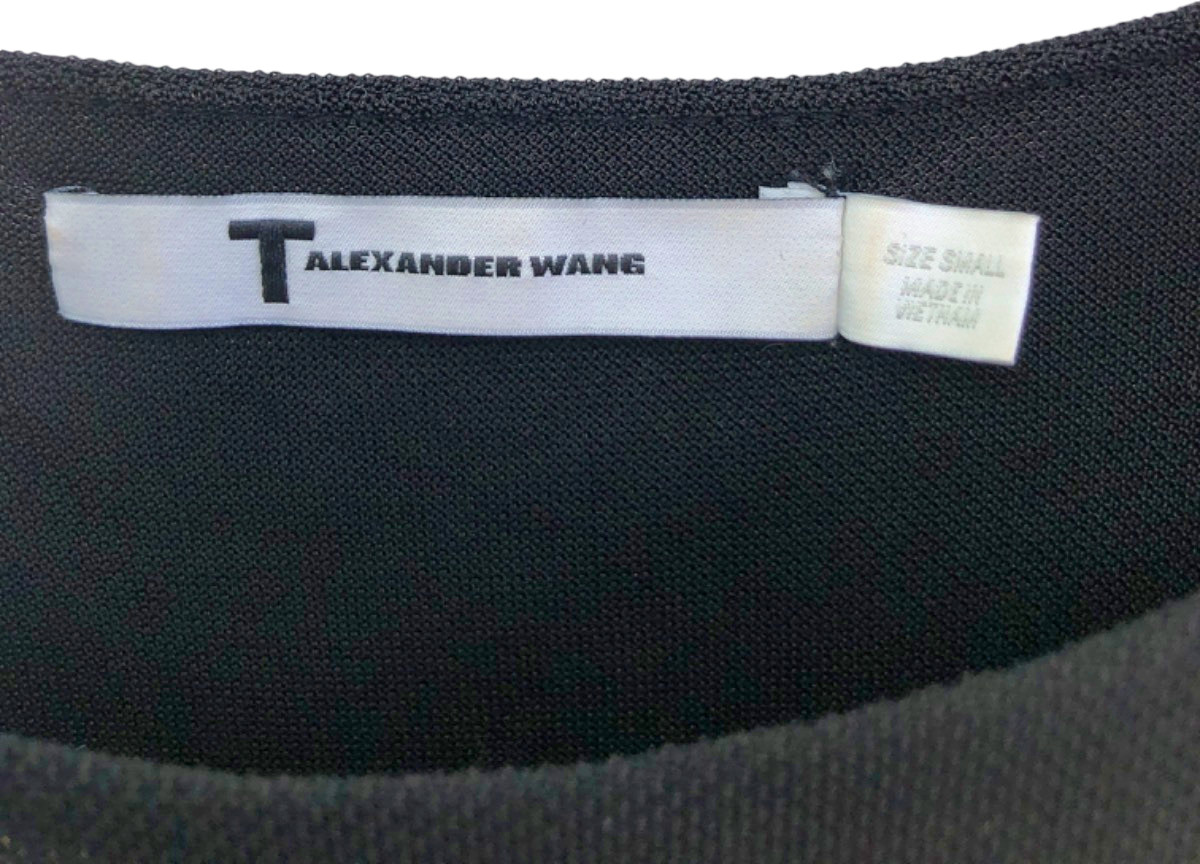 T ALEXANDER WANG
SIZE SMALL
MADE IN
VIETNAM